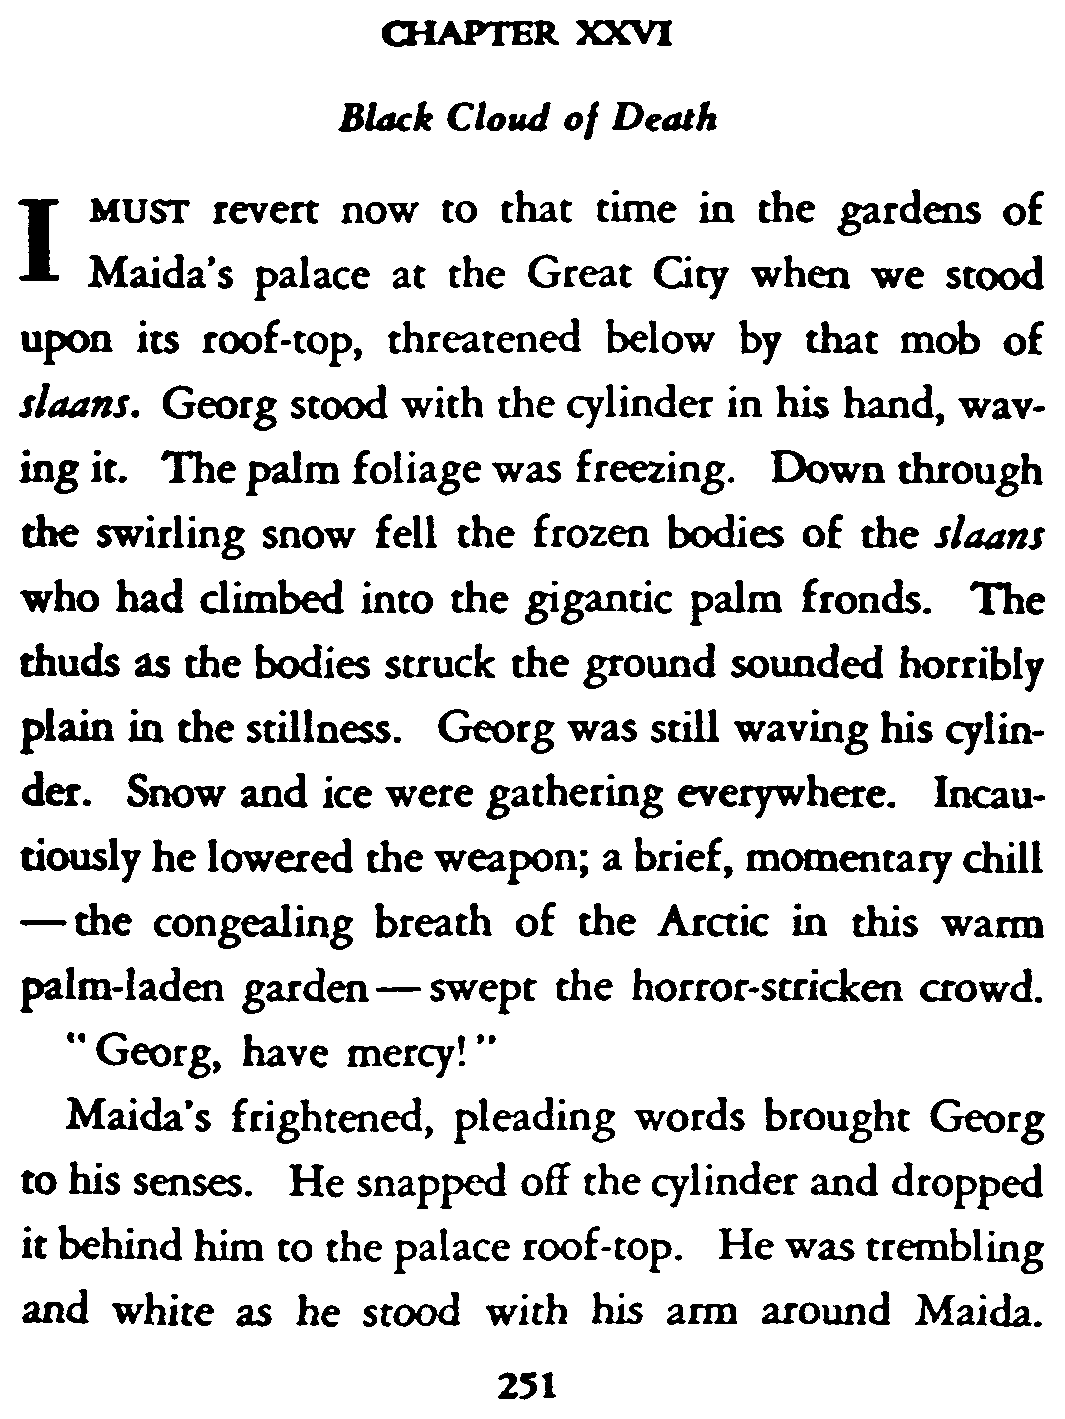 CHAPTER XXVI
Black Cloud of Death
I MUST revert now to that time in the gardens of
Maida's palace at the Great City when we stood
upon its roof-top, threatened below by that mob of
slaans. Georg stood with the cylinder in his hand, wav-
ing it. The palm foliage was freezing. Down through
the swirling snow fell the frozen bodies of the slaans
who had climbed into the gigantic palm fronds. The
thuds as the bodies struck the ground sounded horribly
plain in the stillness. Georg was still waving his cylin-
der. Snow and ice were gathering everywhere. Incau-
tiously he lowered the weapon; a brief, momentary chill
—the congealing breath of the Arctic in this warm
palm-laden garden—swept the horror-stricken crowd.
"Georg, have mercy!"
Maida's frightened, pleading words brought Georg
to his senses. He snapped off the cylinder and dropped
it behind him to the palace roof-top. He was trembling
and white as he stood with his arm around Maida.
251